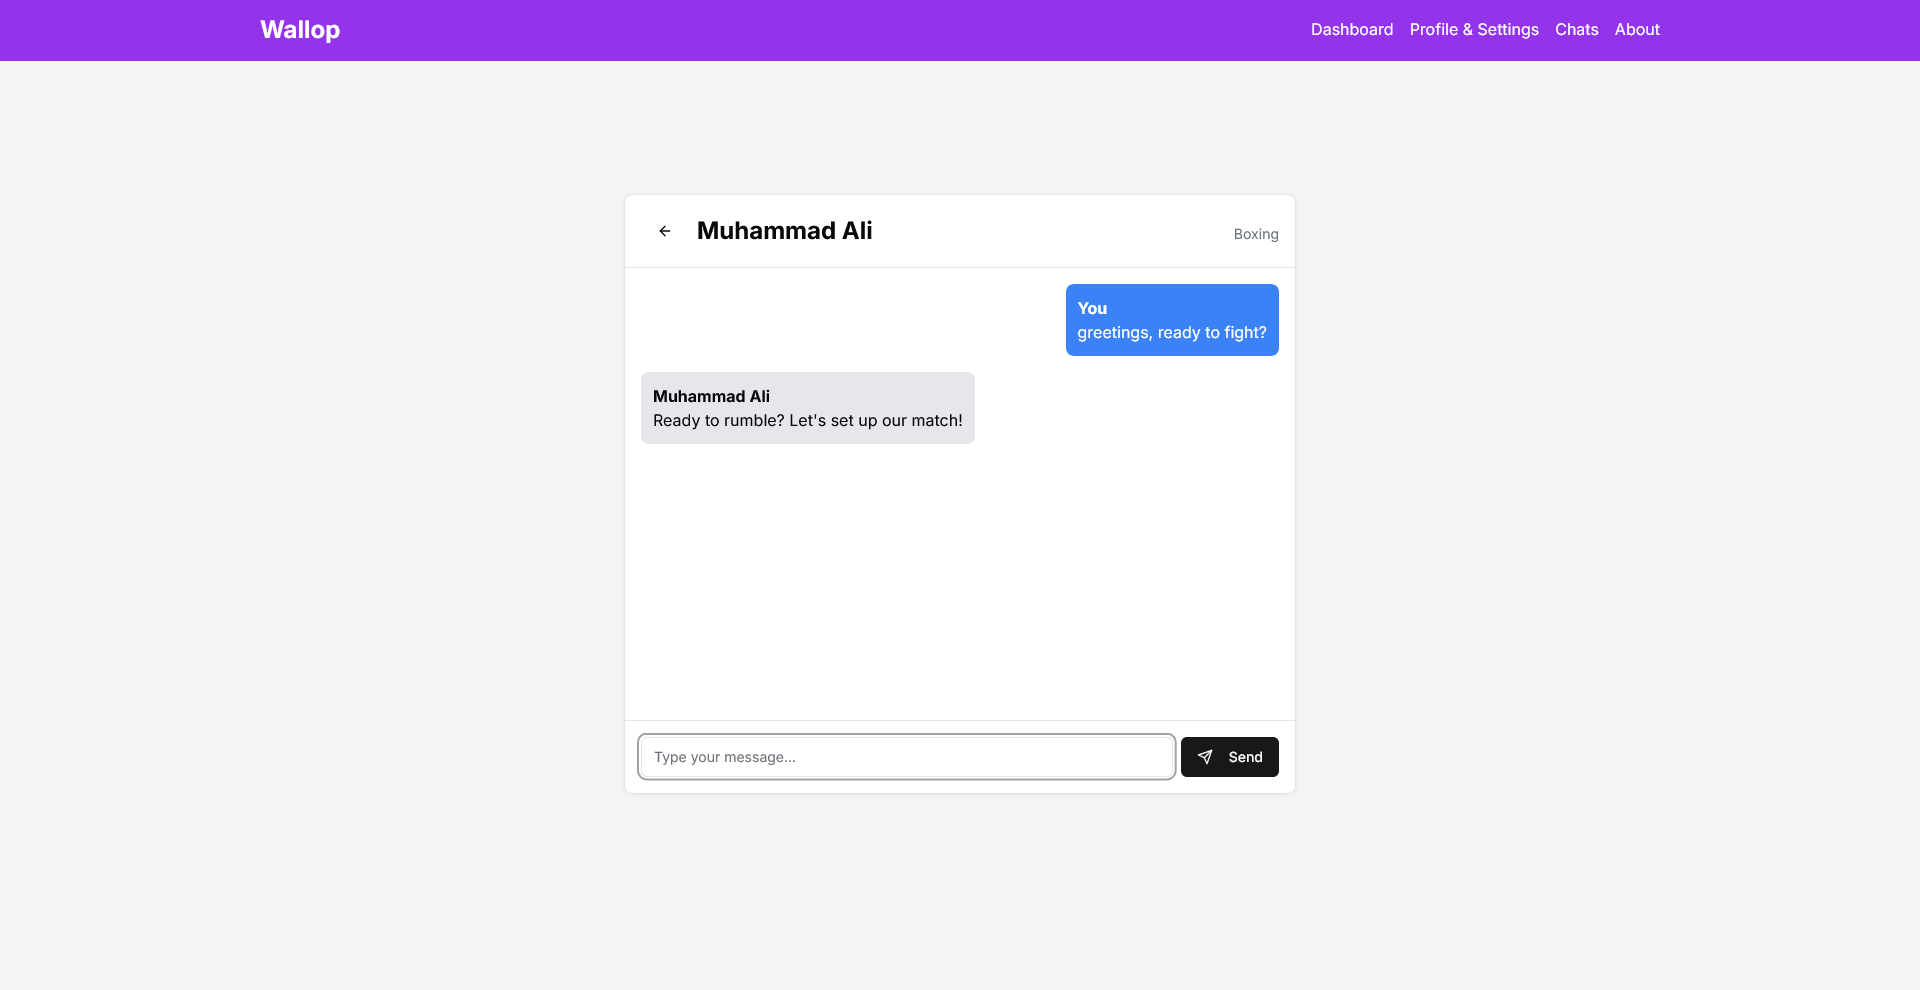 Wallop
Dashboard Profile & Settings Chats About
Muhammad Ali
Boxing
You
greetings, ready to fight?
Muhammad Ali
Ready to rumble? Let's set up our match!
Type your message...
Send